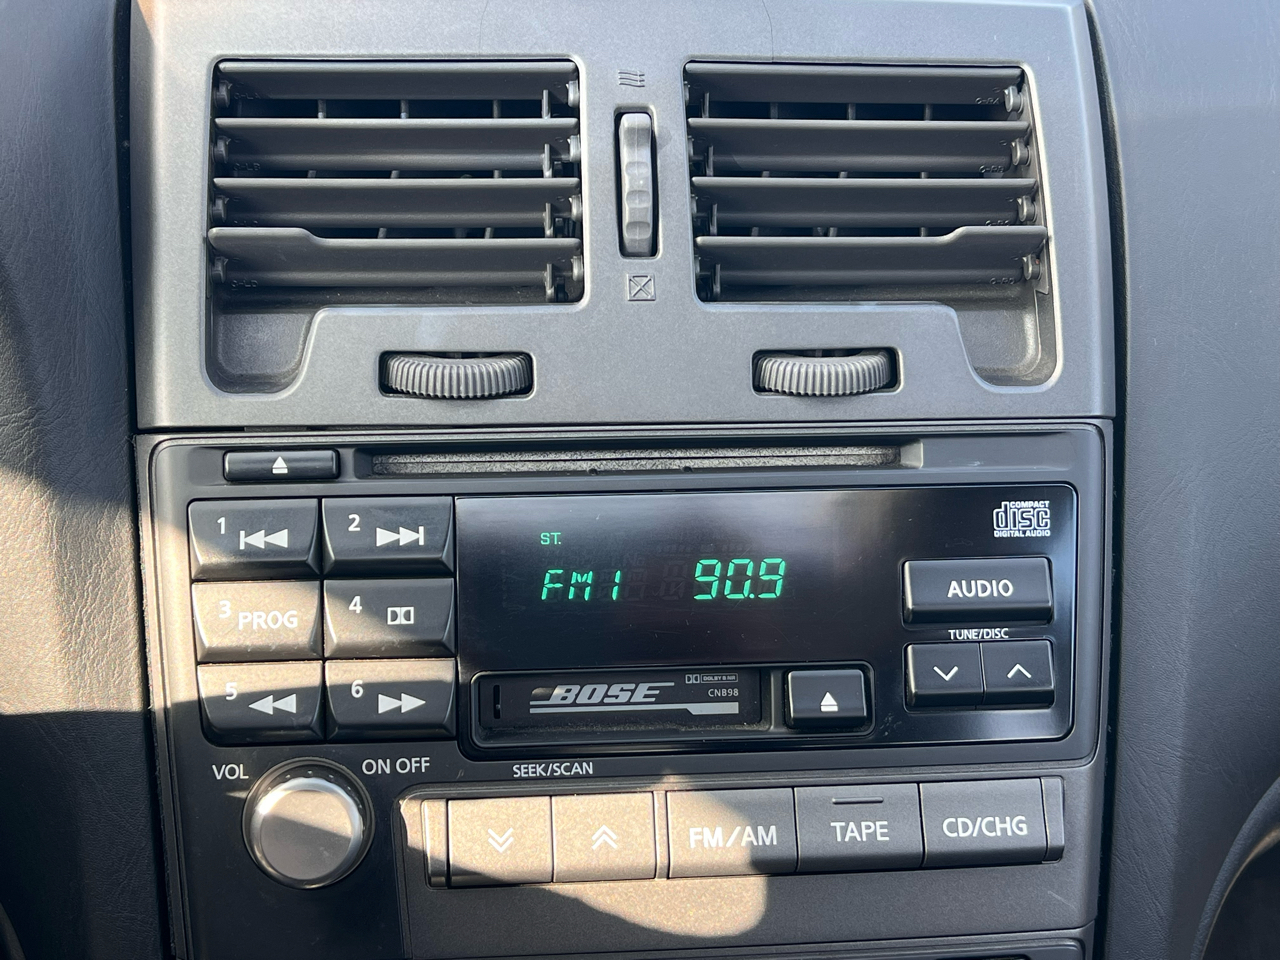 COMPACT
disc
DIGITAL AUDIO
1
2
ST.
FM1 90.9
AUDIO
3 PROG
4
TUNE/DISC
5
6
BOSE
DOLBY B NR
CNB98
VOL
ON OFF
SEEK/SCAN
FM/AM
TAPE
CD/CHG